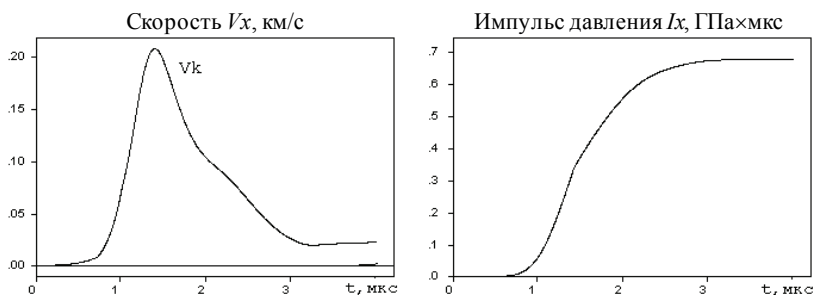 Скорость Vx, км/с
Импульс давления Ix, ГПа×мкс
.20
.15
.10
.05
.00
Vk
0 1 2 3 t, мкс
.7
.6
.5
.4
.3
.2
.1
.0
0 1 2 3 t, мкс